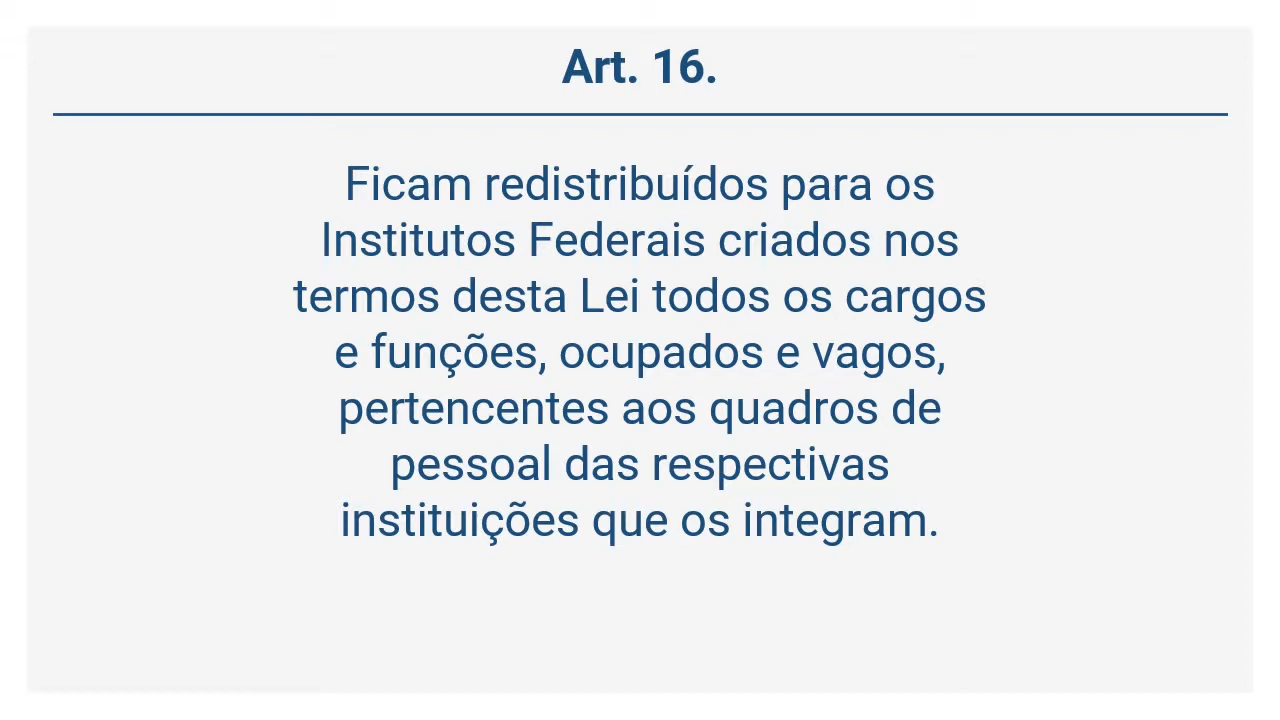 Art. 16.
Ficam redistribuídos para os
Institutos Federais criados nos
termos desta Lei todos os cargos
e funções, ocupados e vagos,
pertencentes aos quadros de
pessoal das respectivas
instituições que os integram.